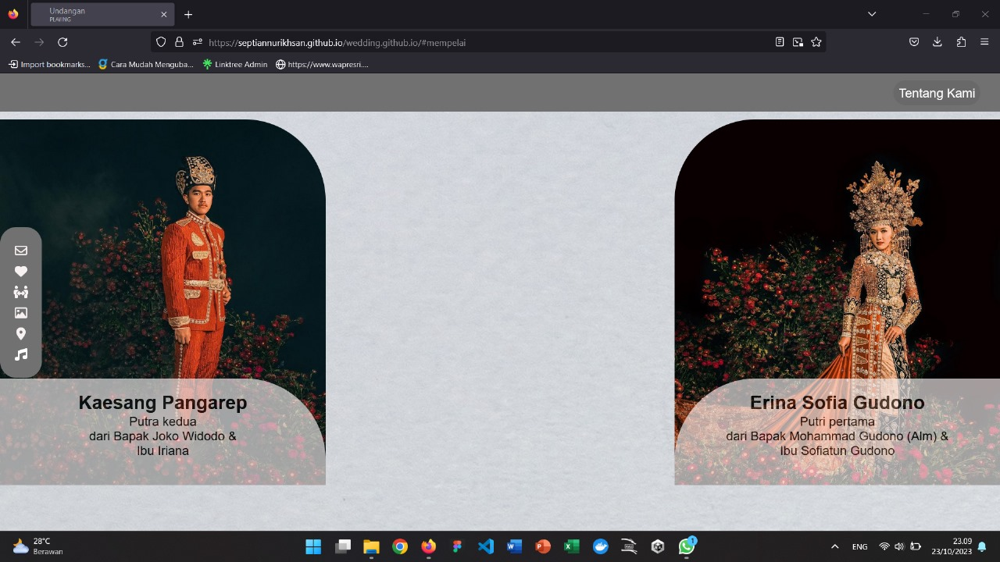 Undangan
PLAYING
https://septiannurikhsan.github.io/wedding.github.io/#mempelai
Import bookmarks...
Cara Mudah Menguba...
Linktree Admin
https://www.wapresri....
Tentang Kami
Kaesang Pangarep
Putra kedua
dari Bapak Joko Widodo &
Ibu Iriana
Erina Sofia Gudono
Putri pertama
dari Bapak Mohammad Gudono (Alm) &
Ibu Sofiatun Gudono
28°C
Berawan
1
ENG
23.09
23/10/2023